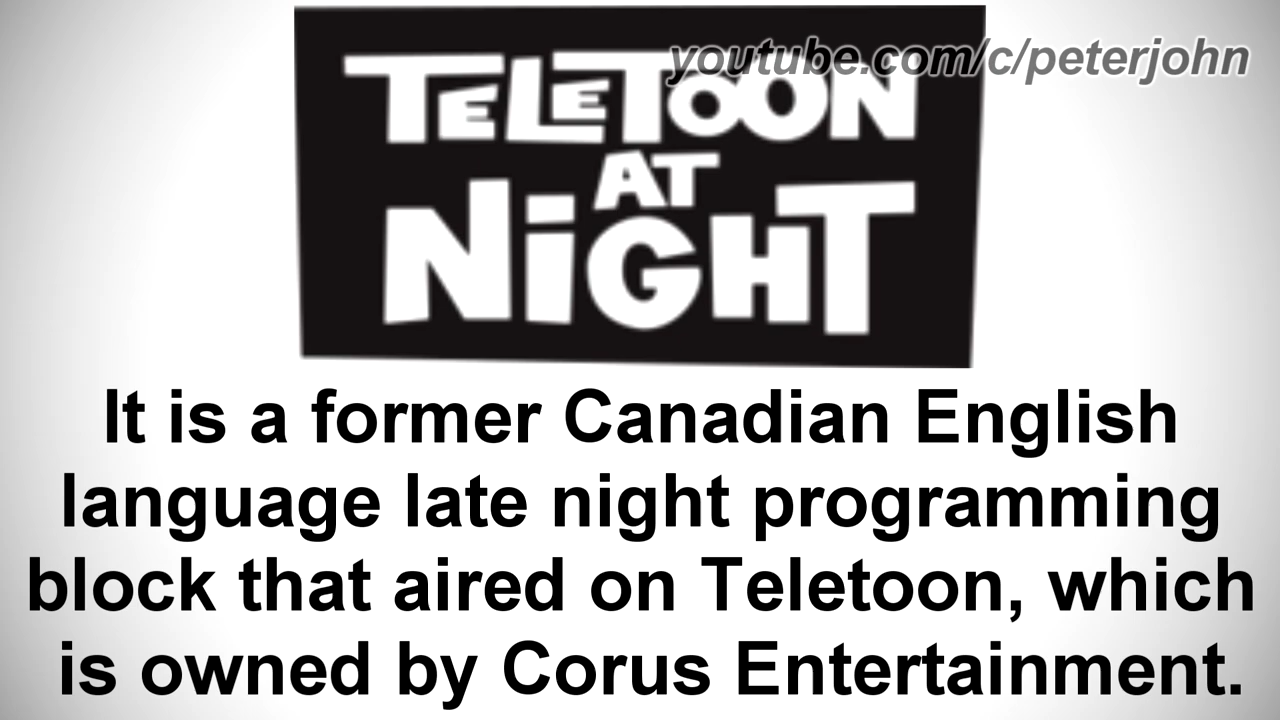 youtube.com/c/peterjohn
TELETOON
AT
NiGHT
It is a former Canadian English
language late night programming
block that aired on Teletoon, which
is owned by Corus Entertainment.